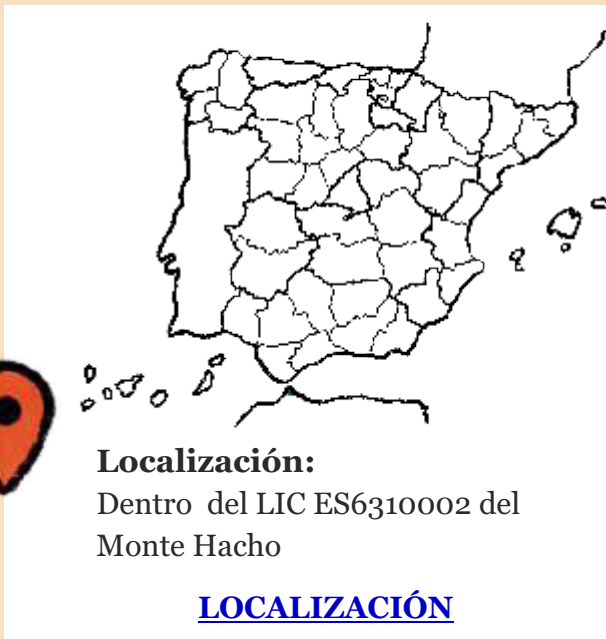 Localización:
Dentro del LIC ES6310002 del
Monte Hacho
LOCALIZACIÓN